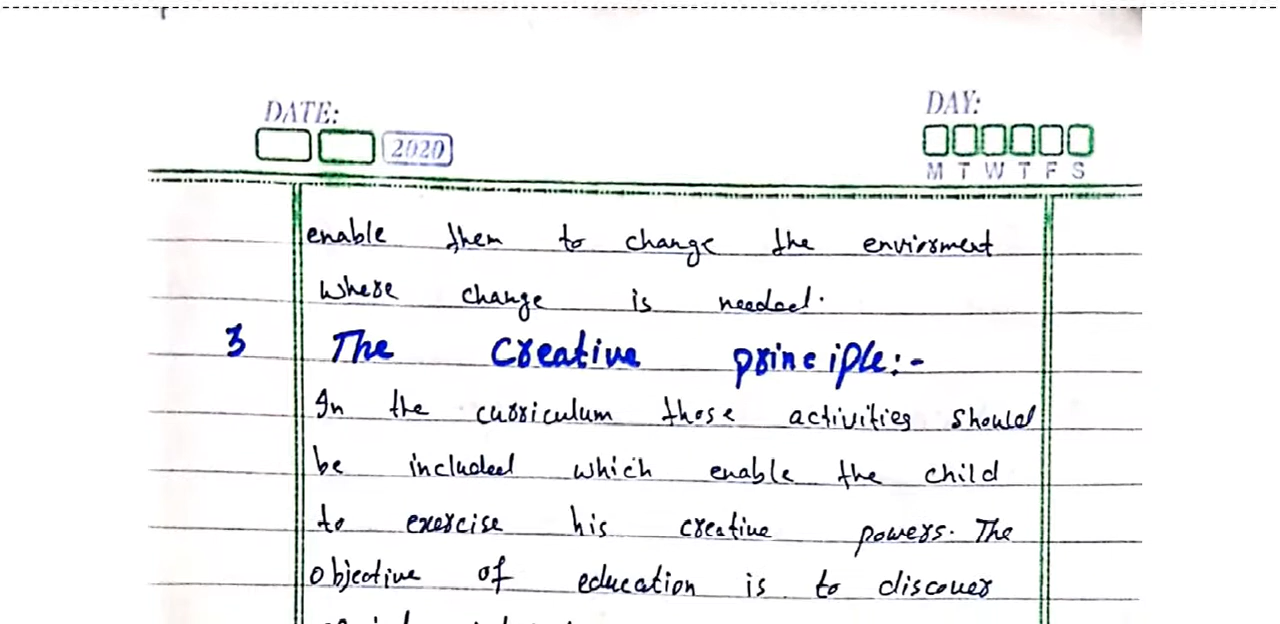 DATE:
DAY:
2020
M T W T F S
enable them to change the enviroment
where change is needed.
3 The Creative principle:-
In the curriculum those activities should
be included which enable the child
to exercise his creative powers. The
objective of education is to discover